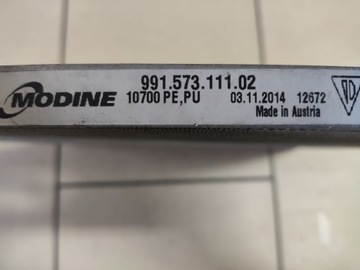 MODINE
991.573.111.02
10700 PE,PU 03.11.2014 12672
Made in Austria